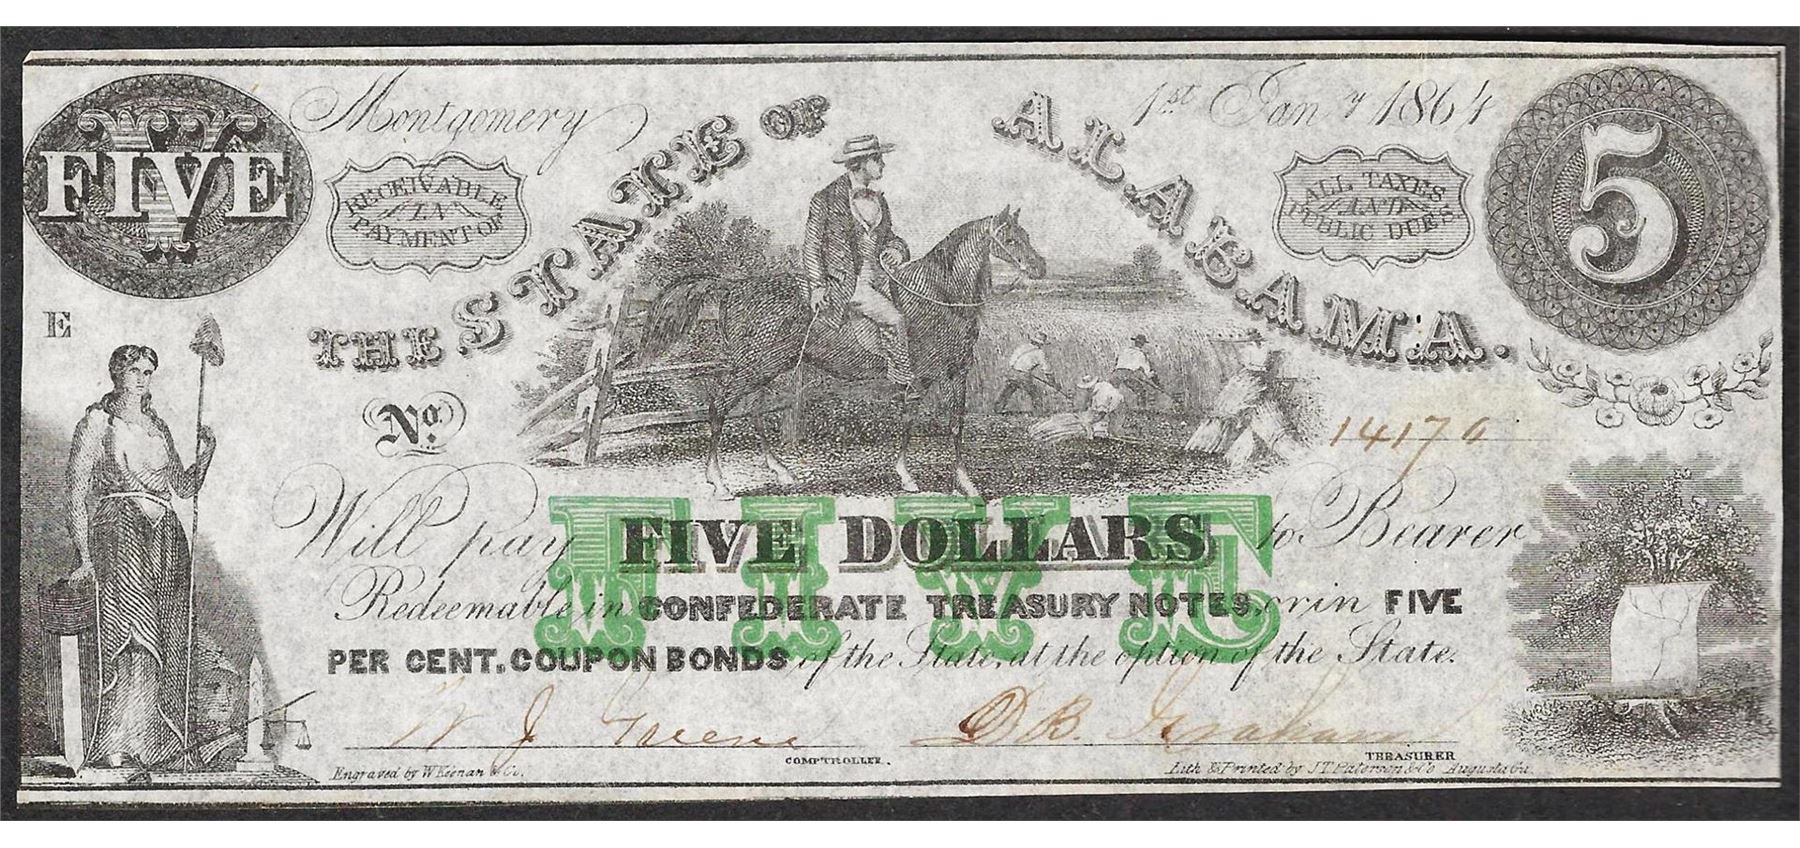 FIVE
Montgomery
1st Jany 1864
5
RECEIVABLE
IN
PAYMENT OF
ALL TAXES
AND
PUBLIC DUES
THE STATE OF ALABAMA.
E
No.
14170
Will pay FIVE DOLLARS to Bearer
FIVE
Redeemable in CONFEDERATE TREASURY NOTES, or in FIVE
PER CENT. COUPON BONDS of the State, at the option of the State.
W J Greene
D B. Graham
COMPTROLLER.
TREASURER
Engraved by W Keenan & Co.
Lith & Printed by J T Paterson & Co Augusta Ga.